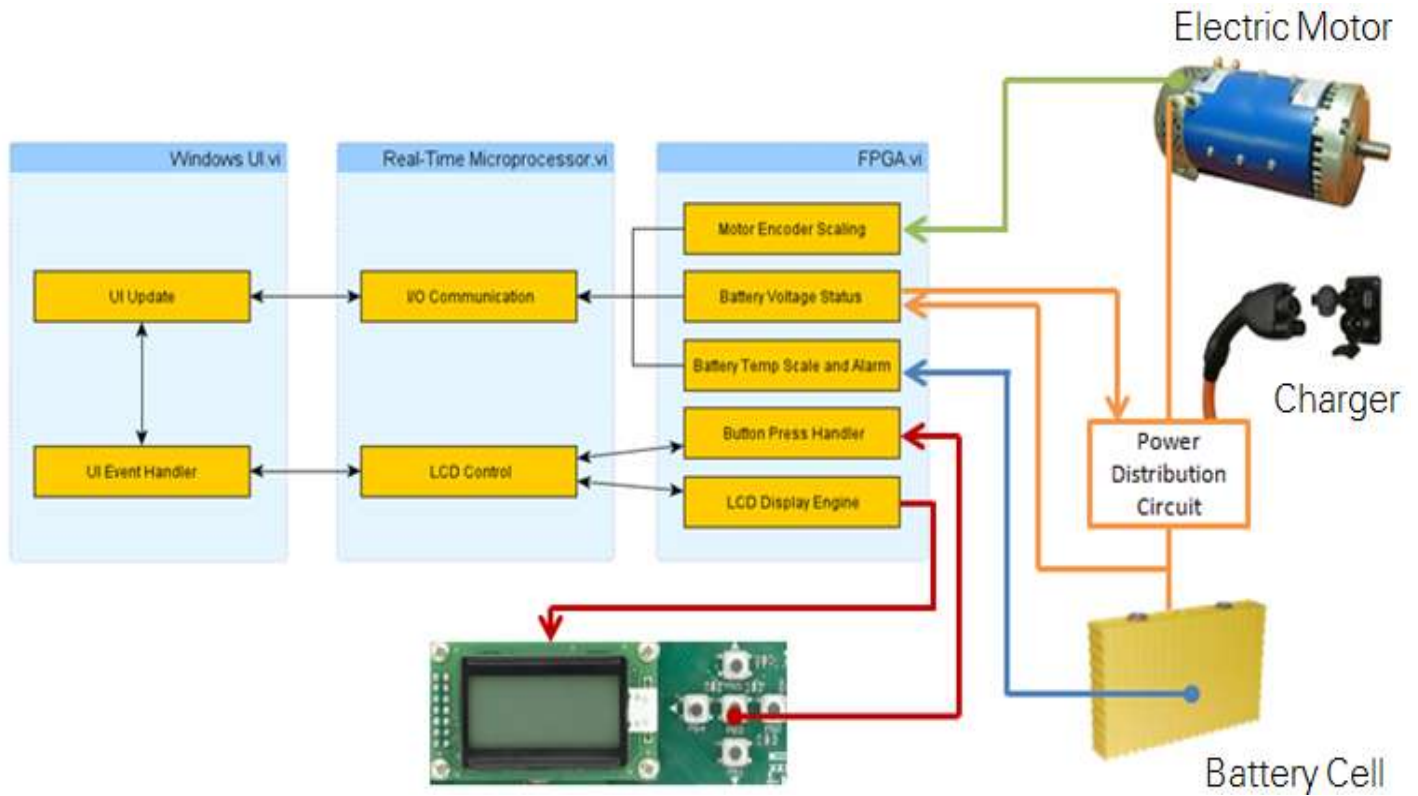 Electric Motor
Windows UI.vi
Real-Time Microprocessor.vi
FPGA.vi
Motor Encoder Scaling
UI Update
I/O Communication
Battery Voltage Status
Battery Temp Scale and Alarm
Charger
Button Press Handler
UI Event Handler
LCD Control
LCD Display Engine
Power
Distribution
Circuit
Battery Cell